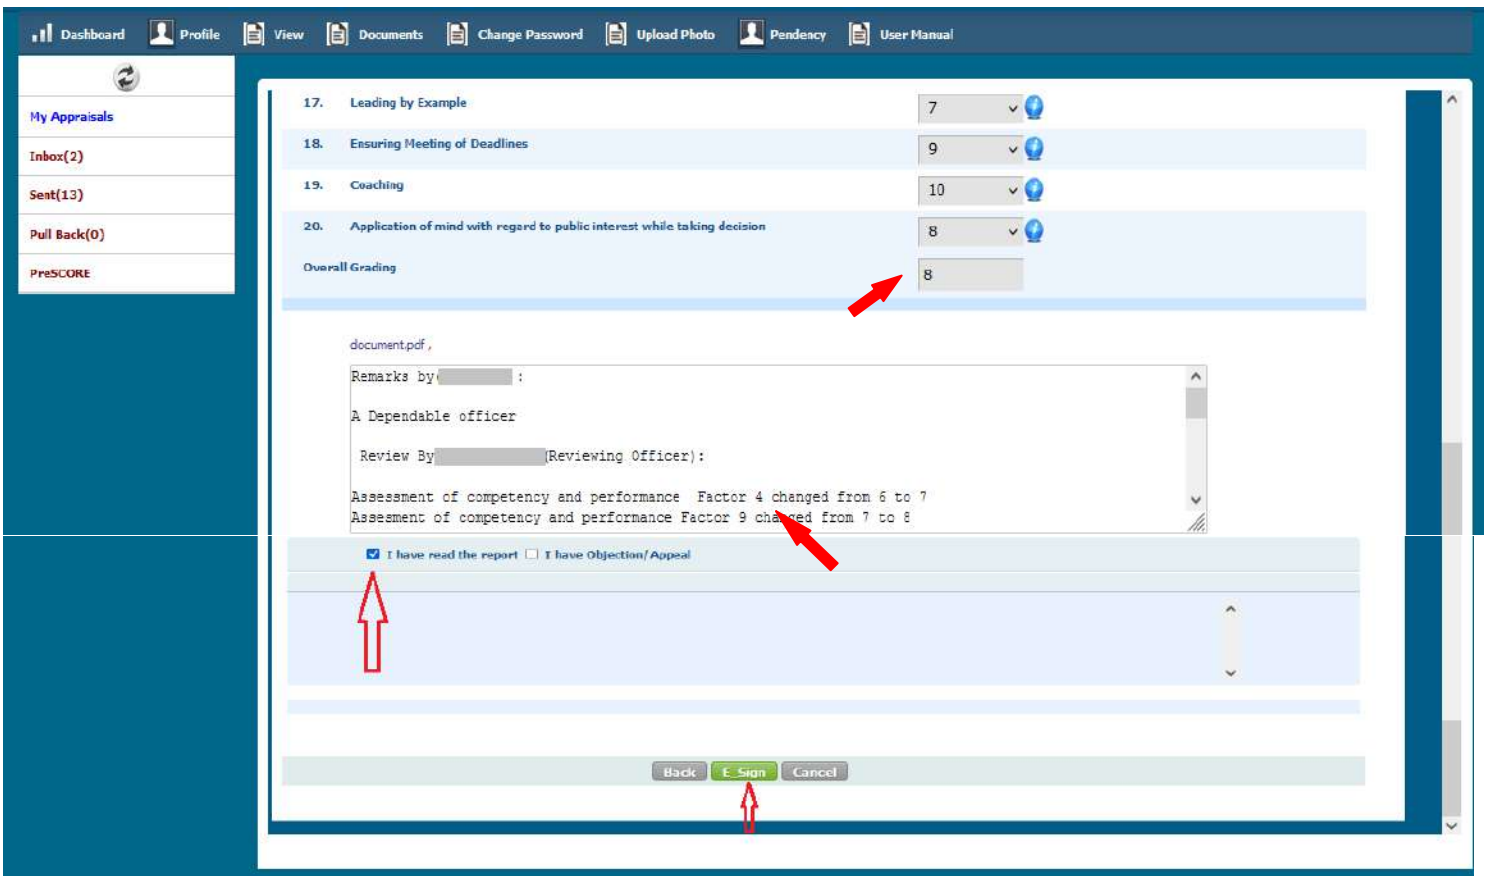 Dashboard Profile View Documents Change Password Upload Photo Pendency User Manual
My Appraisals
Inbox(2)
Sent(13)
Pull Back(0)
PreSCORE
17. Leading by Example 7
18. Ensuring Meeting of Deadlines 9
19. Coaching 10
20. Application of mind with regard to public interest while taking decision 8
Overall Grading 8
document.pdf ,
Remarks by :
A Dependable officer
Review By (Reviewing Officer):
Assessment of competency and performance Factor 4 changed from 6 to 7
Assesment of competency and performance Factor 9 changed from 7 to 8
I have read the report I have Objection/Appeal
Back E_Sign Cancel